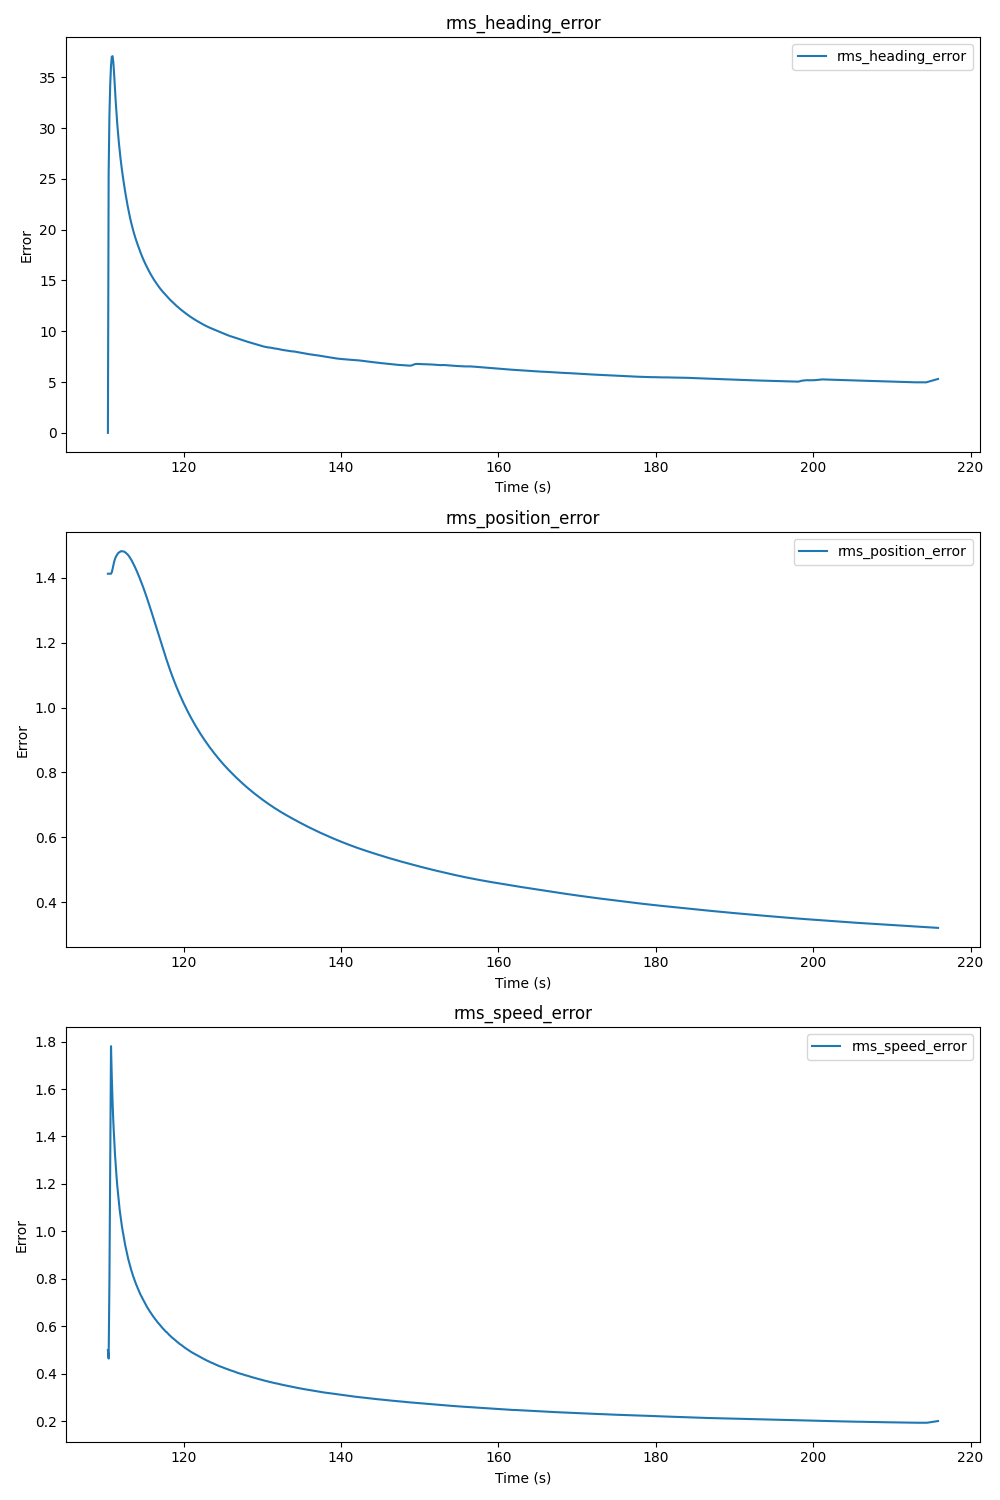 rms_heading_error
rms_heading_error
35
30
25
20
15
10
5
0
Error
120 140 160 180 200 220
Time (s)
rms_position_error
rms_position_error
1.4
1.2
1.0
0.8
0.6
0.4
Error
120 140 160 180 200 220
Time (s)
rms_speed_error
rms_speed_error
1.8
1.6
1.4
1.2
1.0
0.8
0.6
0.4
0.2
Error
120 140 160 180 200 220
Time (s)